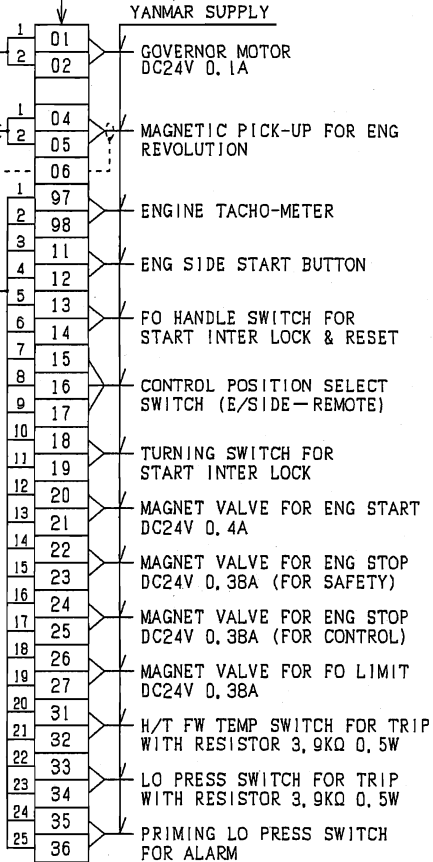 YANMAR SUPPLY
1 01
2 02
GOVERNOR MOTOR
DC24V 0.1A
1 04
2 05
06
MAGNETIC PICK-UP FOR ENG
REVOLUTION
1 97
2 98
ENGINE TACHO-METER
3 11
4 12
ENG SIDE START BUTTON
5 13
6 14
FO HANDLE SWITCH FOR
START INTER LOCK & RESET
7 15
8 16
9 17
CONTROL POSITION SELECT
SWITCH (E/SIDE-REMOTE)
10 18
11 19
TURNING SWITCH FOR
START INTER LOCK
12 20
13 21
MAGNET VALVE FOR ENG START
DC24V 0.4A
14 22
15 23
MAGNET VALVE FOR ENG STOP
DC24V 0.38A (FOR SAFETY)
16 24
17 25
MAGNET VALVE FOR ENG STOP
DC24V 0.38A (FOR CONTROL)
18 26
19 27
MAGNET VALVE FOR FO LIMIT
DC24V 0.38A
20 31
21 32
H/T FW TEMP SWITCH FOR TRIP
WITH RESISTOR 3.9KΩ 0.5W
22 33
23 34
LO PRESS SWITCH FOR TRIP
WITH RESISTOR 3.9KΩ 0.5W
24 35
25 36
PRIMING LO PRESS SWITCH
FOR ALARM